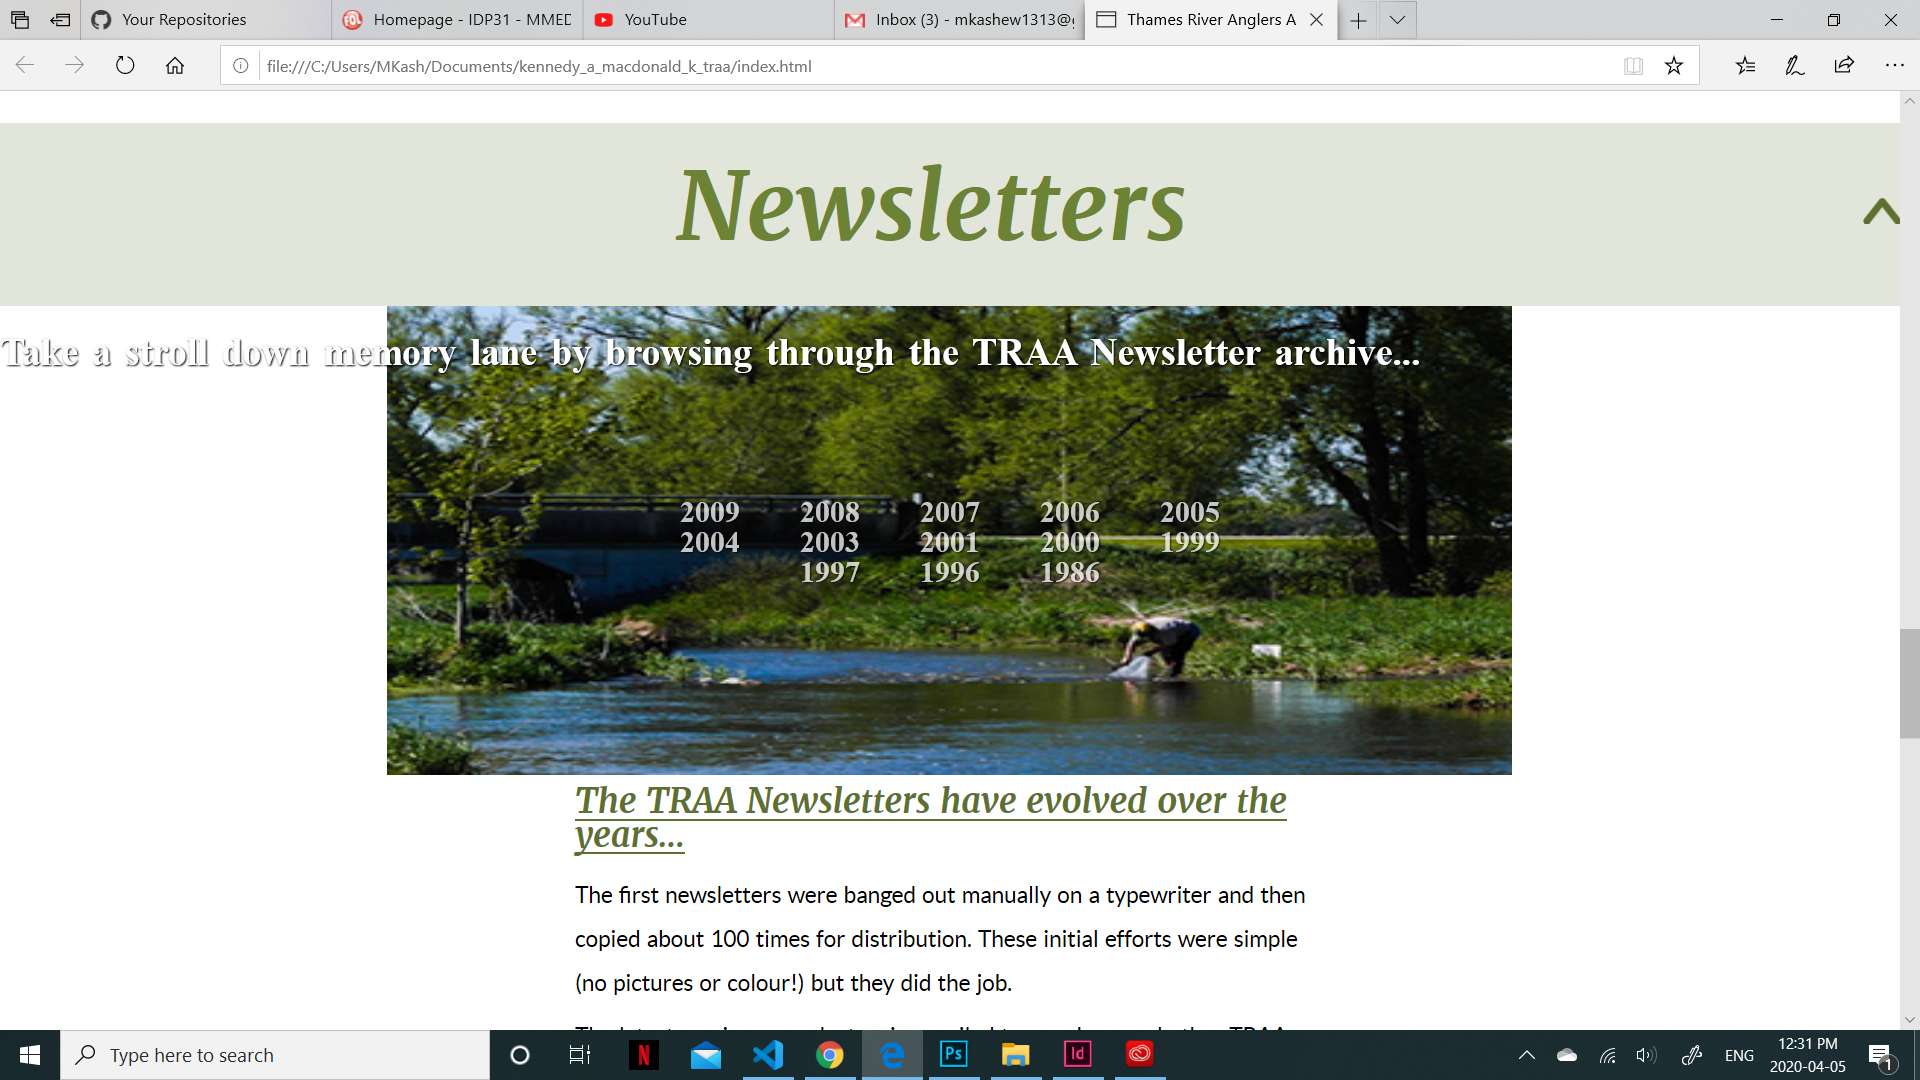 Your Repositories
Homepage - IDP31 - MMED
YouTube
Inbox (3) - mkashew1313@g
Thames River Anglers A
file:///C:/Users/MKash/Documents/kennedy_a_macdonald_k_traa/index.html
Newsletters
Take a stroll down memory lane by browsing through the TRAA Newsletter archive...
2009 2008 2007 2006 2005
2004 2003 2001 2000 1999
1997 1996 1986
The TRAA Newsletters have evolved over the
years...
The first newsletters were banged out manually on a typewriter and then
copied about 100 times for distribution. These initial efforts were simple
(no pictures or colour!) but they did the job.
Type here to search
N
Ps
Id
ENG
12:31 PM
2020-04-05
1